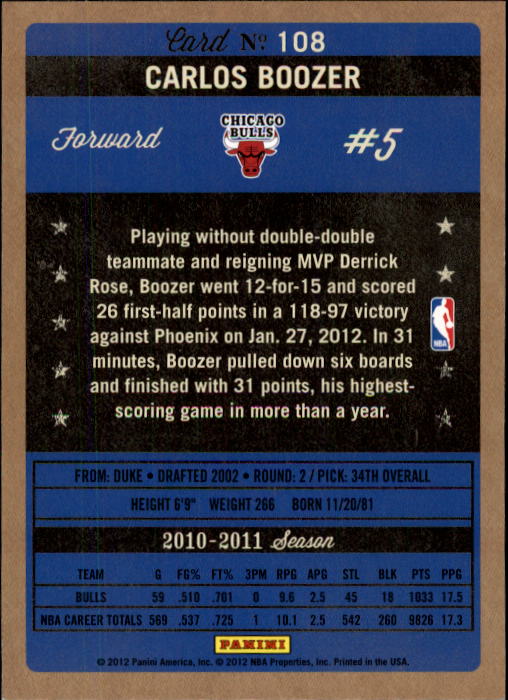 Card Nº 108
CARLOS BOOZER
Forward
CHICAGO
BULLS
#5
Playing without double-double
teammate and reigning MVP Derrick
Rose, Boozer went 12-for-15 and scored
26 first-half points in a 118-97 victory
against Phoenix on Jan. 27, 2012. In 31
minutes, Boozer pulled down six boards
and finished with 31 points, his highest-
scoring game in more than a year.
NBA
FROM: DUKE • DRAFTED 2002 • ROUND: 2 / PICK: 34TH OVERALL
HEIGHT 6'9" WEIGHT 266 BORN 11/20/81
2010-2011 Season
TEAM G FG% FT% 3PM RPG APG STL BLK PTS PPG
BULLS 59 .510 .701 0 9.6 2.5 45 18 1033 17.5
NBA CAREER TOTALS 569 .537 .725 1 10.1 2.5 542 260 9826 17.3
PANINI
© 2012 Panini America, Inc. © 2012 NBA Properties, Inc. Printed in the USA.